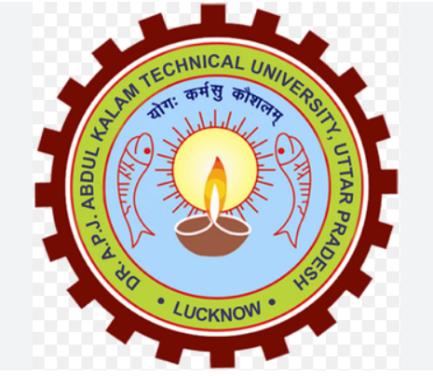 DR. A.P.J. ABDUL KALAM TECHNICAL UNIVERSITY, UTTAR PRADESH
योगः कर्मसु कौशलम्
• LUCKNOW •